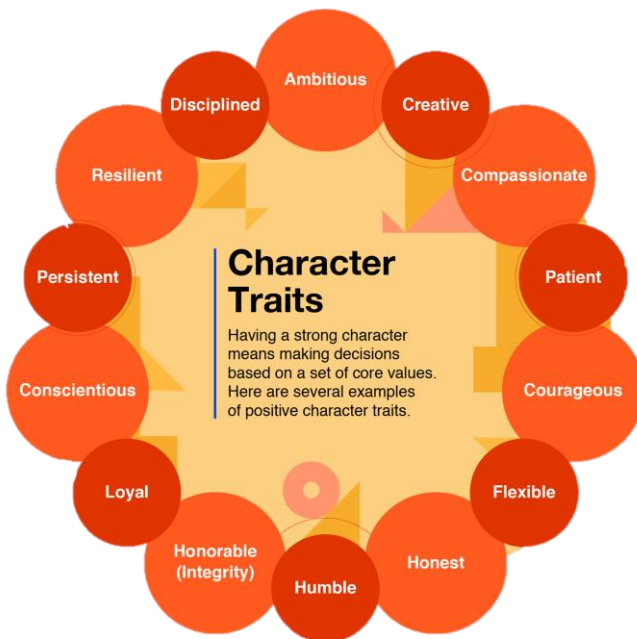 Character
Traits
Having a strong character
means making decisions
based on a set of core values.
Here are several examples
of positive character traits.
Ambitious
Creative
Compassionate
Patient
Courageous
Flexible
Honest
Humble
Honorable
(Integrity)
Loyal
Conscientious
Persistent
Resilient
Disciplined